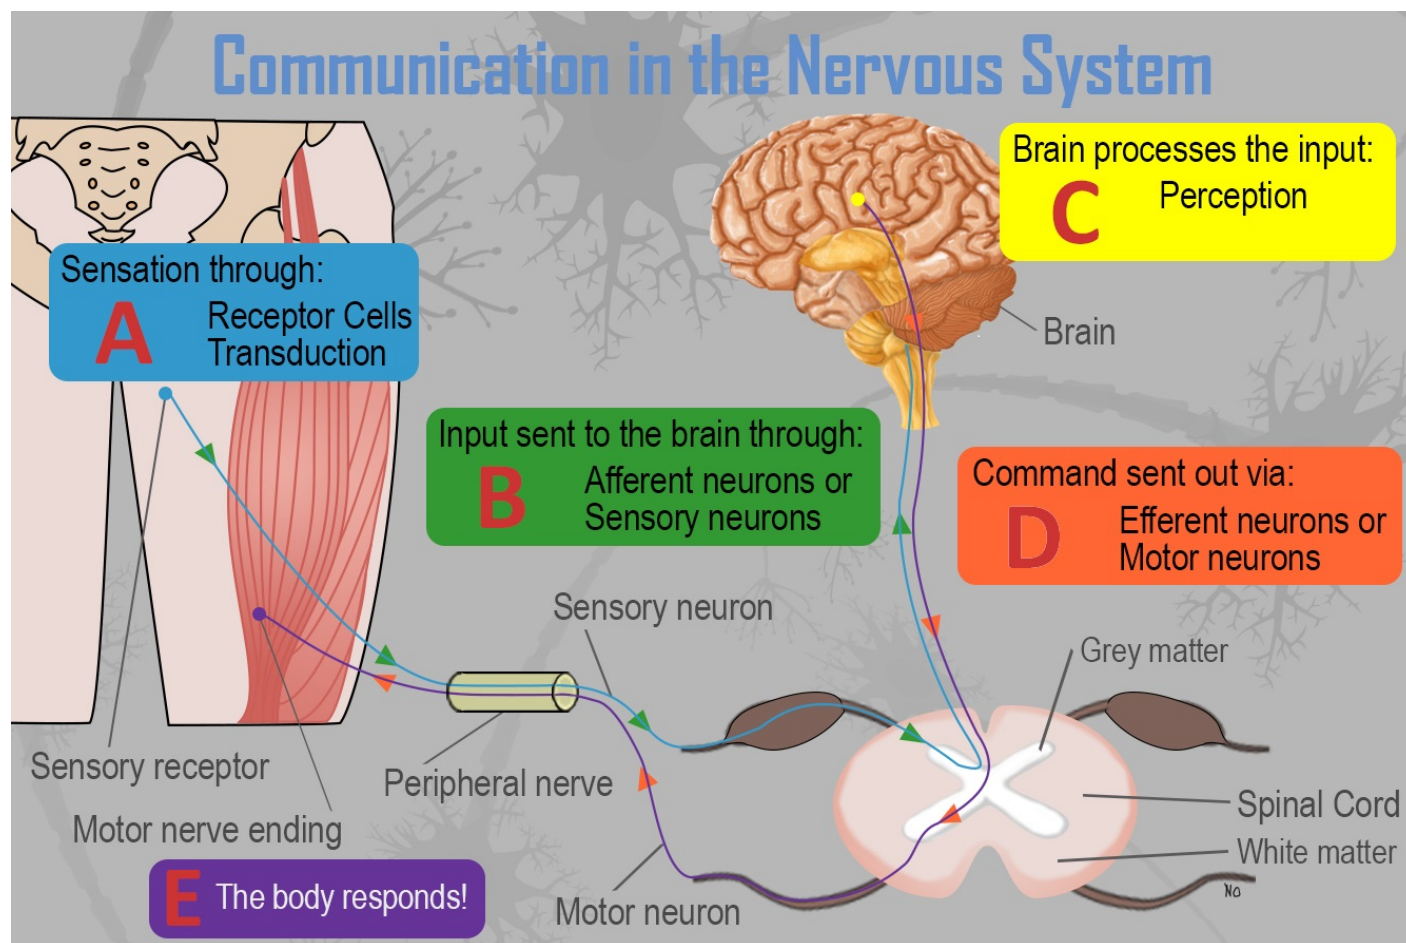 Communication in the Nervous System
Brain processes the input:
C
Perception
Sensation through:
A
Receptor Cells
Transduction
Brain
Input sent to the brain through:
B
Afferent neurons or
Sensory neurons
Command sent out via:
D
Efferent neurons or
Motor neurons
Sensory neuron
Grey matter
Sensory receptor
Peripheral nerve
Motor nerve ending
Spinal Cord
White matter
E
The body responds!
Motor neuron
NO